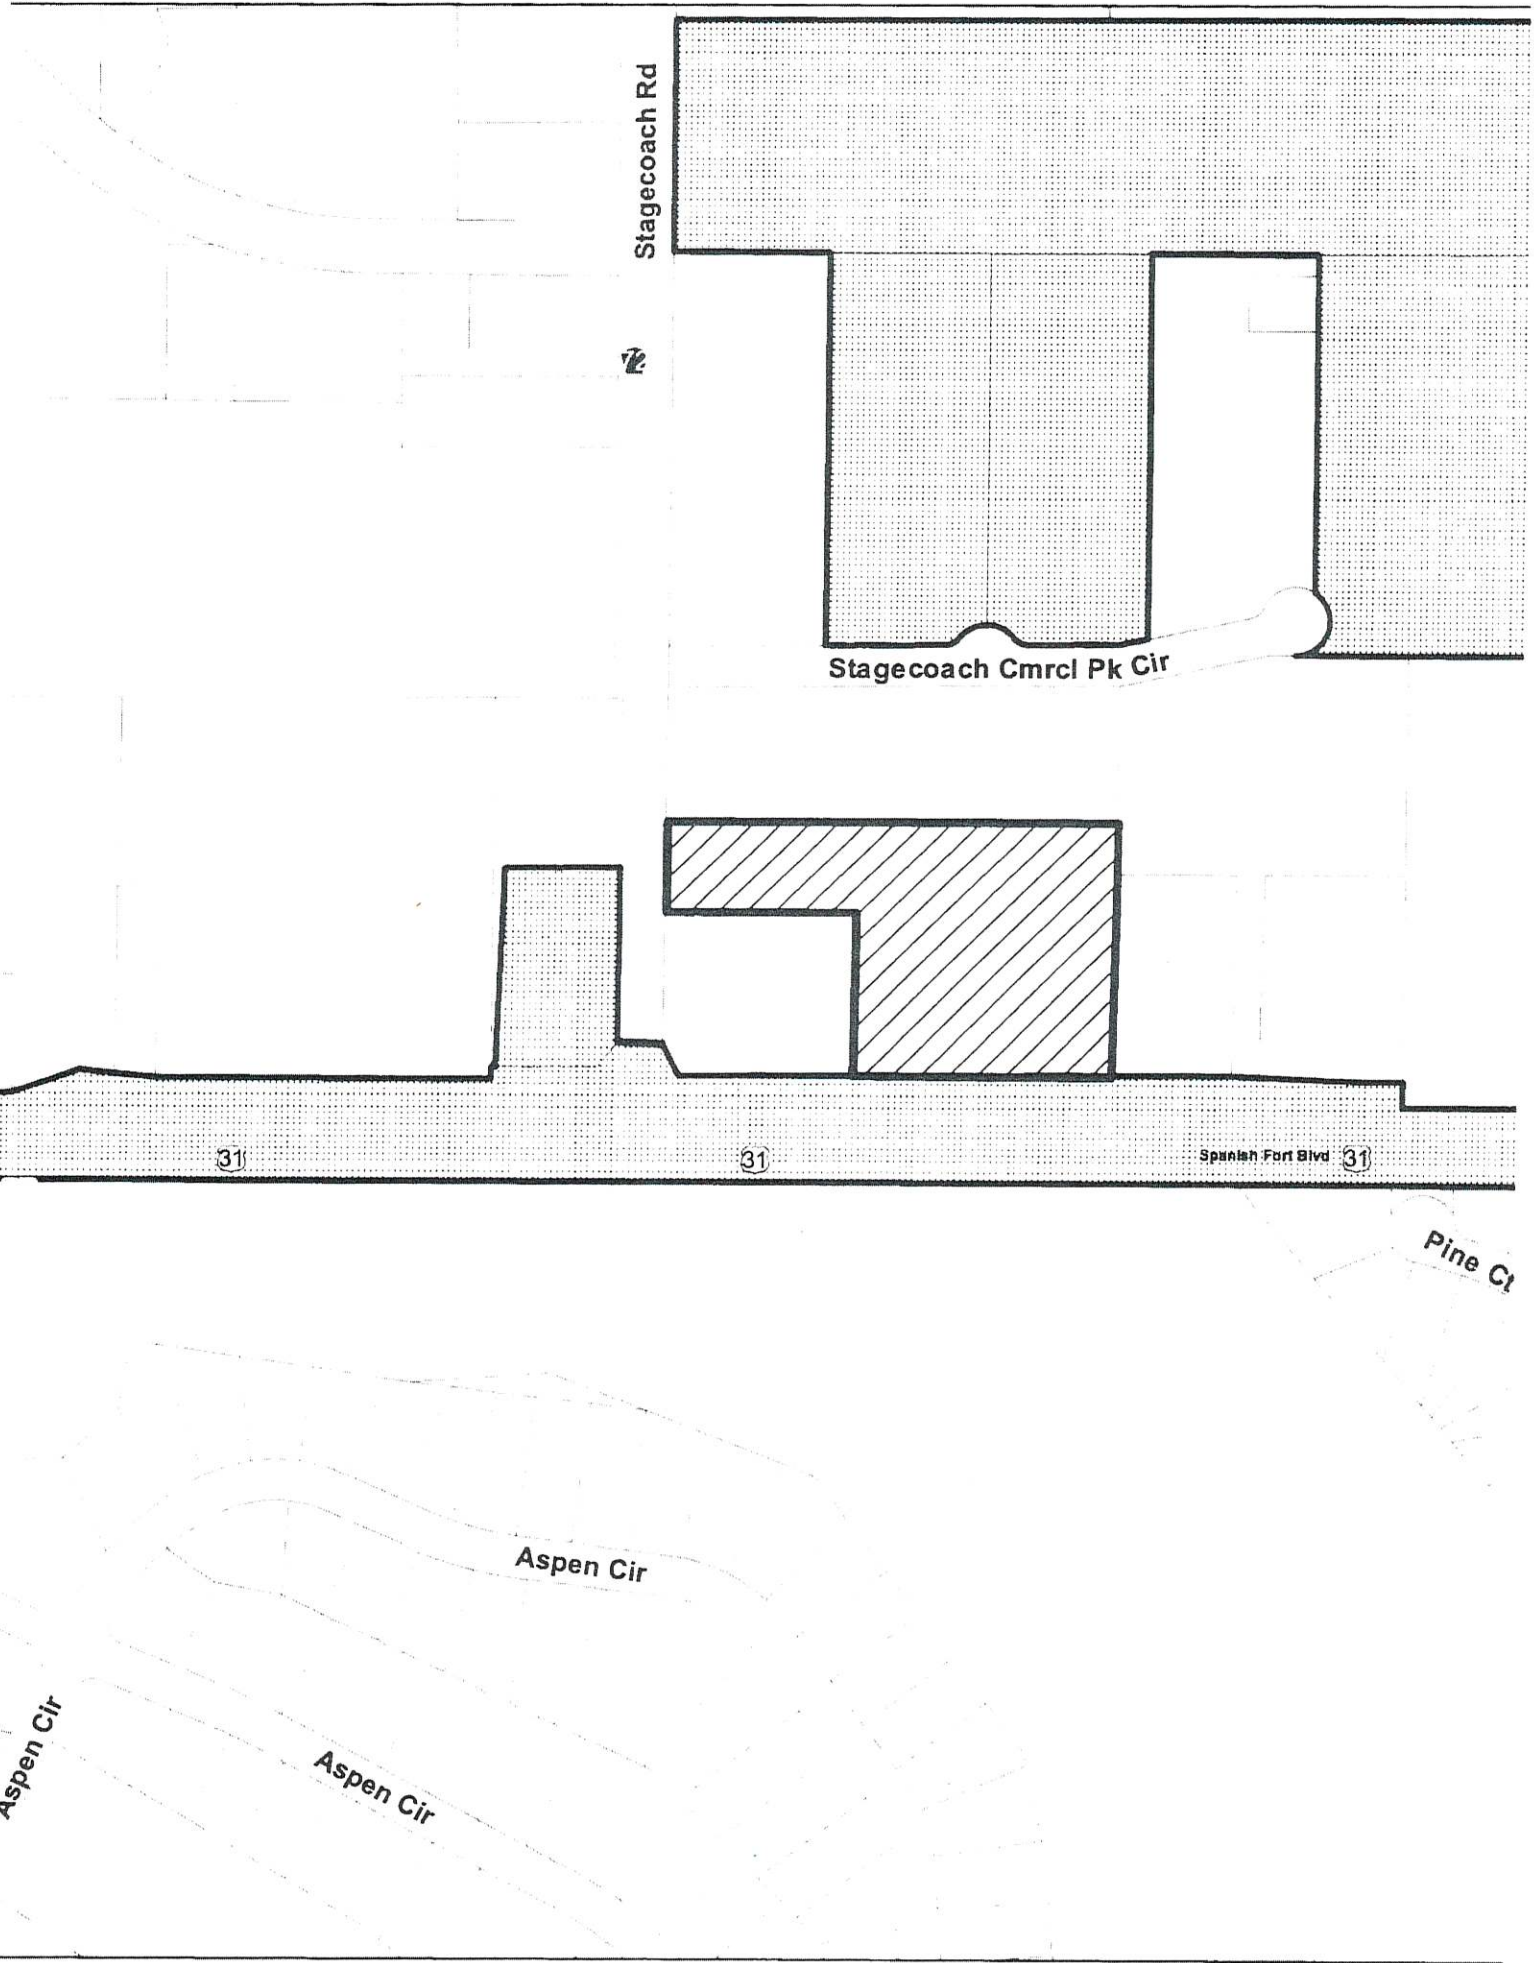 Stagecoach Rd
Stagecoach Cmrcl Pk Cir
31
31
Spanish Fort Blvd 31
Pine Ct
Aspen Cir
Aspen Cir
Aspen Cir